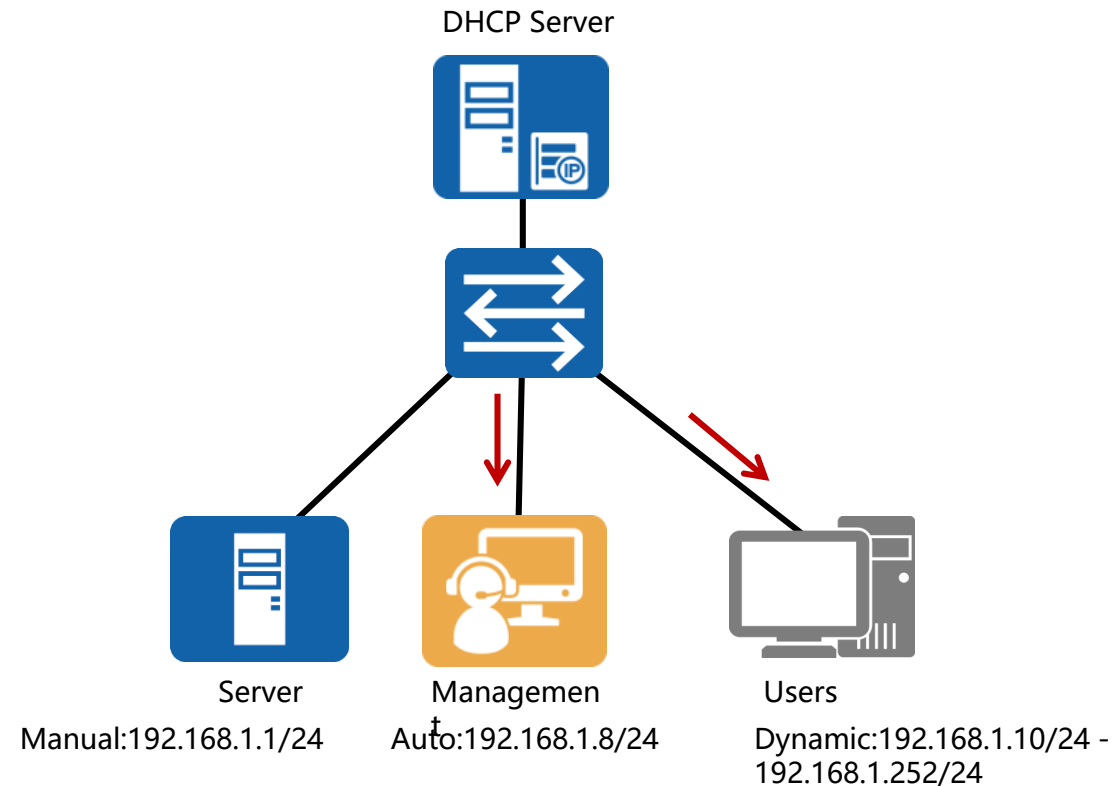 DHCP Server
IP
Server
Managemen
t
Users
Manual:192.168.1.1/24
Auto:192.168.1.8/24
Dynamic:192.168.1.10/24 -
192.168.1.252/24